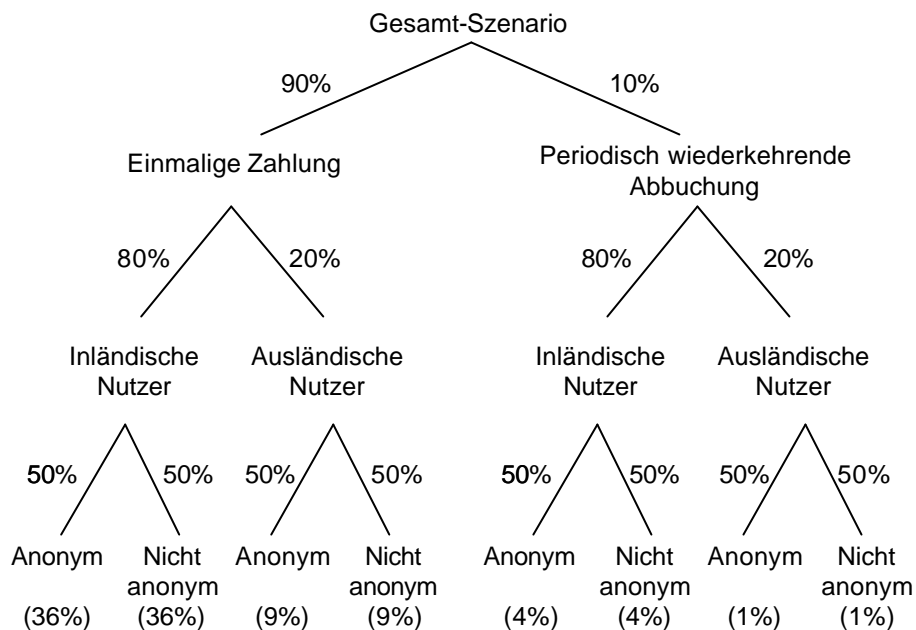 Gesamt-Szenario
90% 10%
Einmalige Zahlung
Periodisch wiederkehrende
Abbuchung
80% 20% 80% 20%
Inländische Ausländische Inländische Ausländische
Nutzer Nutzer Nutzer Nutzer
50% 50% 50% 50% 50% 50% 50% 50%
Anonym Nicht Anonym Nicht Anonym Nicht Anonym Nicht
anonym anonym anonym anonym
(36%) (36%) (9%) (9%) (4%) (4%) (1%) (1%)